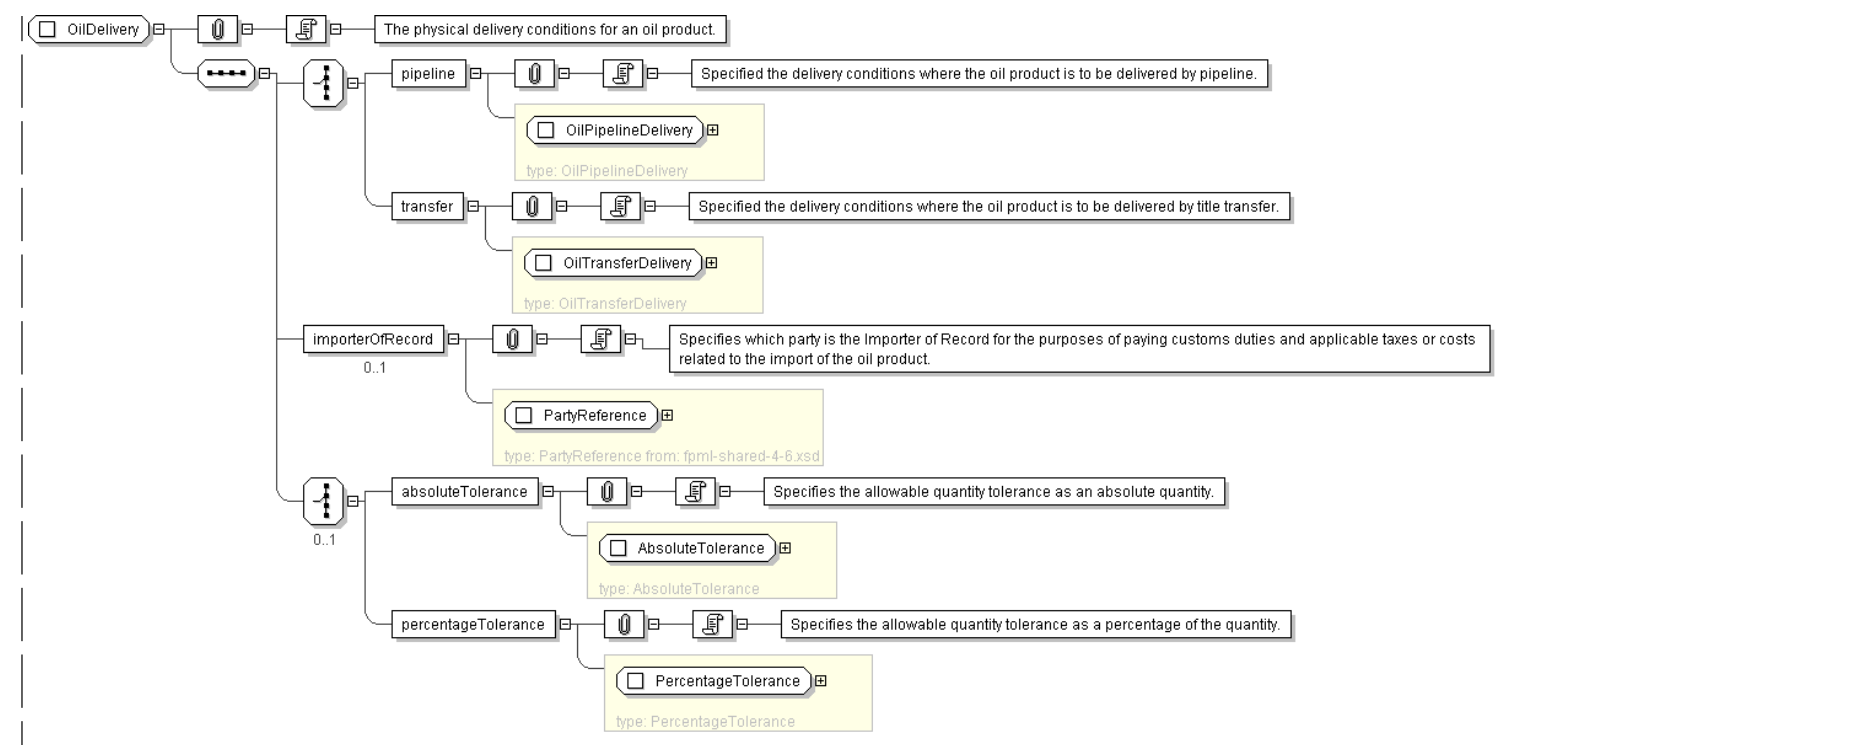 OilDelivery
The physical delivery conditions for an oil product.
pipeline
Specified the delivery conditions where the oil product is to be delivered by pipeline.
OilPipelineDelivery
type: OilPipelineDelivery
transfer
Specified the delivery conditions where the oil product is to be delivered by title transfer.
OilTransferDelivery
type: OilTransferDelivery
importerOfRecord
0..1
Specifies which party is the Importer of Record for the purposes of paying customs duties and applicable taxes or costs
related to the import of the oil product.
PartyReference
type: PartyReference from: fpml-shared-4-6.xsd
0..1
absoluteTolerance
Specifies the allowable quantity tolerance as an absolute quantity.
AbsoluteTolerance
type: AbsoluteTolerance
percentageTolerance
Specifies the allowable quantity tolerance as a percentage of the quantity.
PercentageTolerance
type: PercentageTolerance